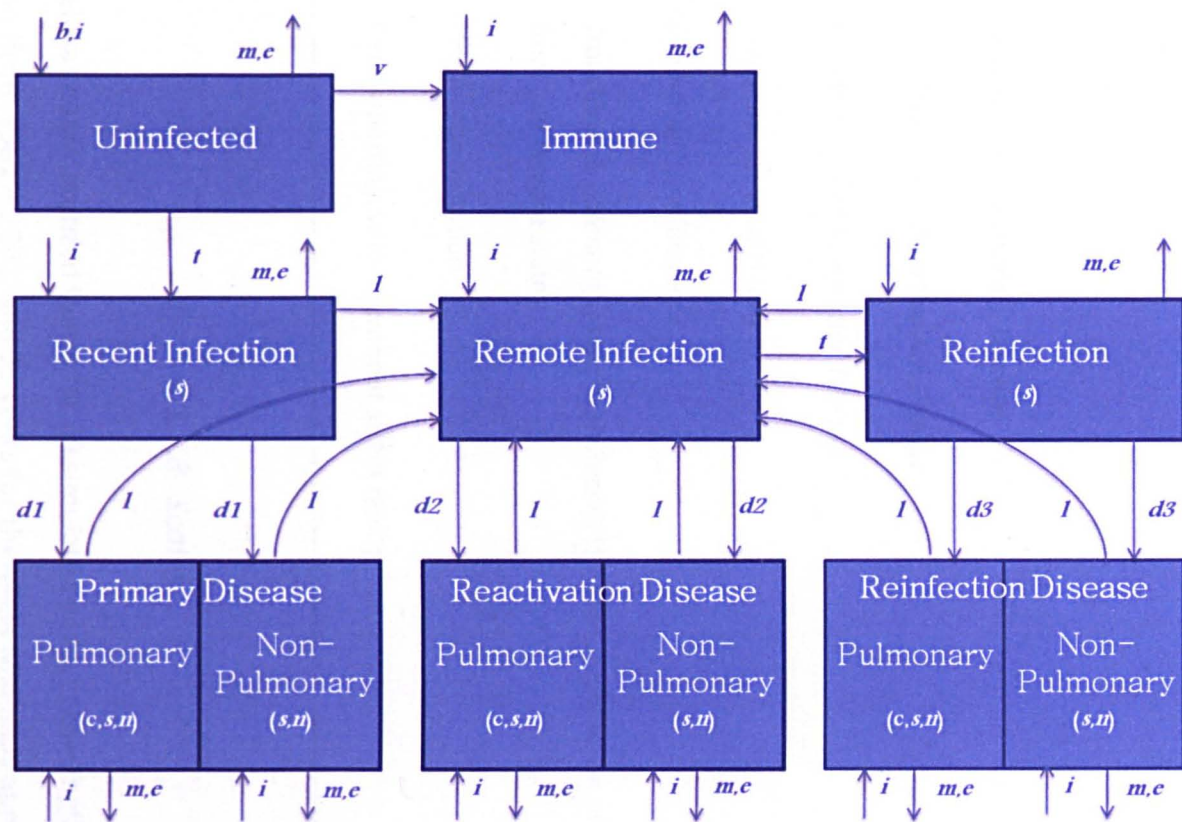 b,i
m,e
i
m,e
v
Uninfected
Immune
i
t
m,e
i
m,e
i
m,e
l
l
t
Recent Infection
(s)
Remote Infection
(s)
Reinfection
(s)
d1
l
d1
l
d2
l
l
d2
l
d3
l
d3
Primary Disease
Pulmonary
(c,s,n)
Non-
Pulmonary
(s,n)
Reactivation Disease
Pulmonary
(c,s,n)
Non-
Pulmonary
(s,n)
Reinfection Disease
Pulmonary
(c,s,n)
Non-
Pulmonary
(s,n)
i
m,e
i
m,e
i
m,e
i
m,e
i
m,e
i
m,e